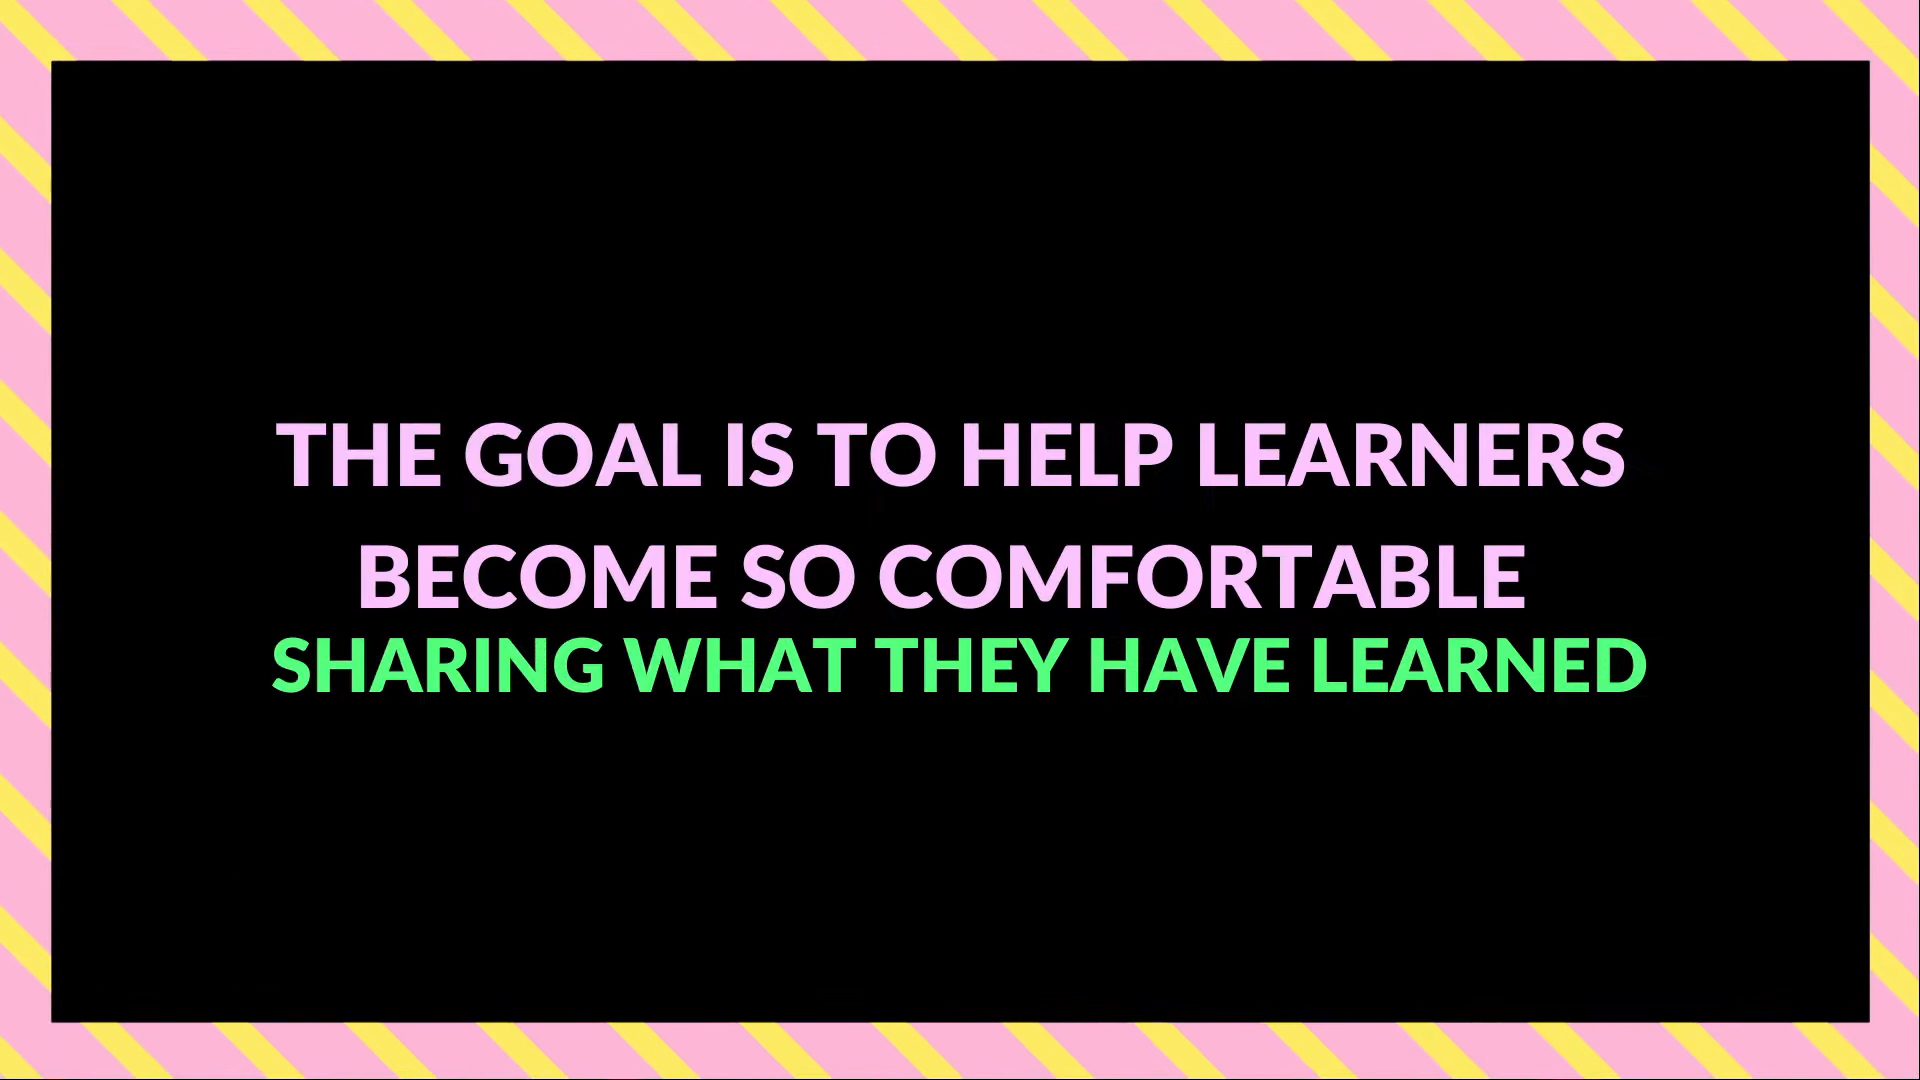 THE GOAL IS TO HELP LEARNERS
BECOME SO COMFORTABLE
SHARING WHAT THEY HAVE LEARNED